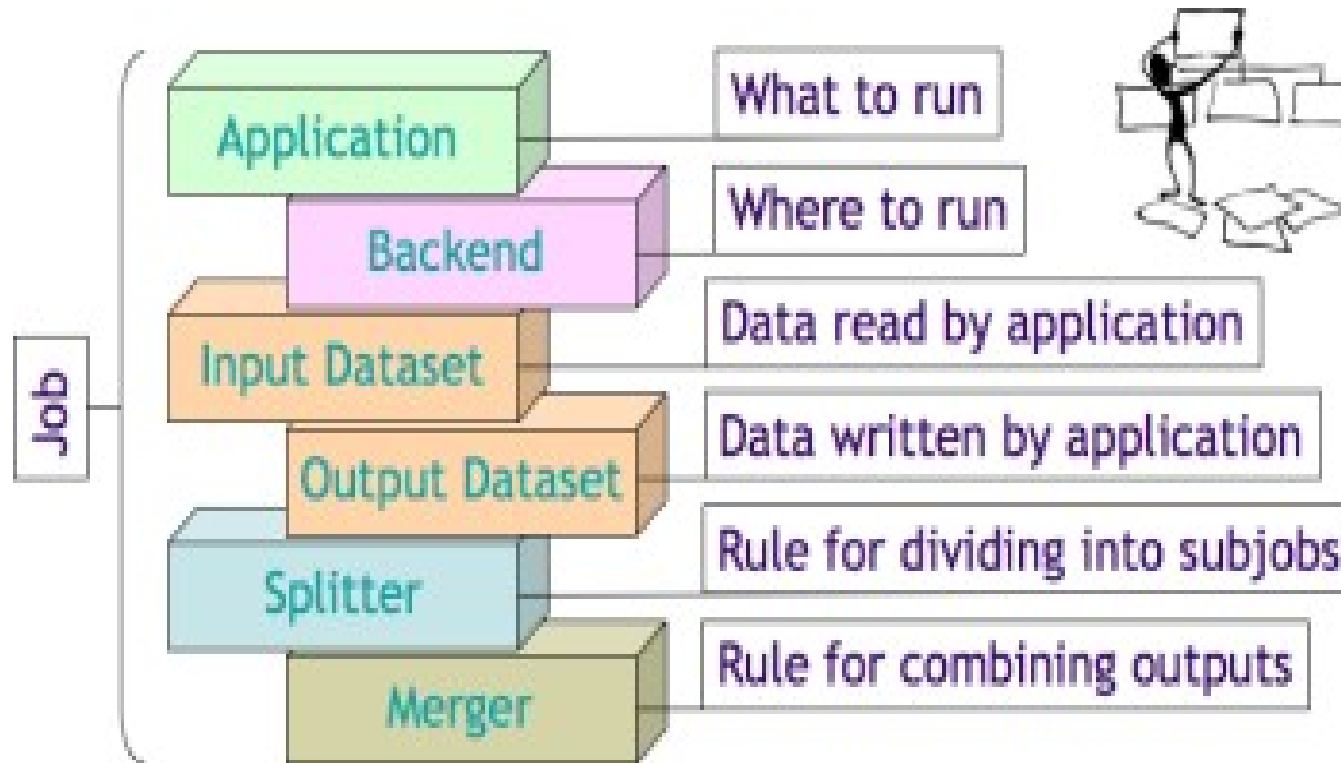 Job
Application
What to run
Backend
Where to run
Input Dataset
Data read by application
Output Dataset
Data written by application
Splitter
Rule for dividing into subjobs
Merger
Rule for combining outputs